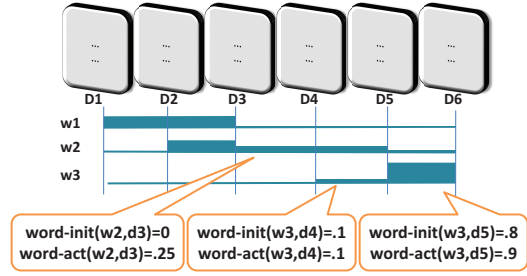 ... ... ... ... ... ...
... ... ... ... ... ...
D1 D2 D3 D4 D5 D6
w1
w2
w3
word-init(w2,d3)=0
word-act(w2,d3)=.25
word-init(w3,d4)=.1
word-act(w3,d4)=.1
word-init(w3,d5)=.8
word-act(w3,d5)=.9